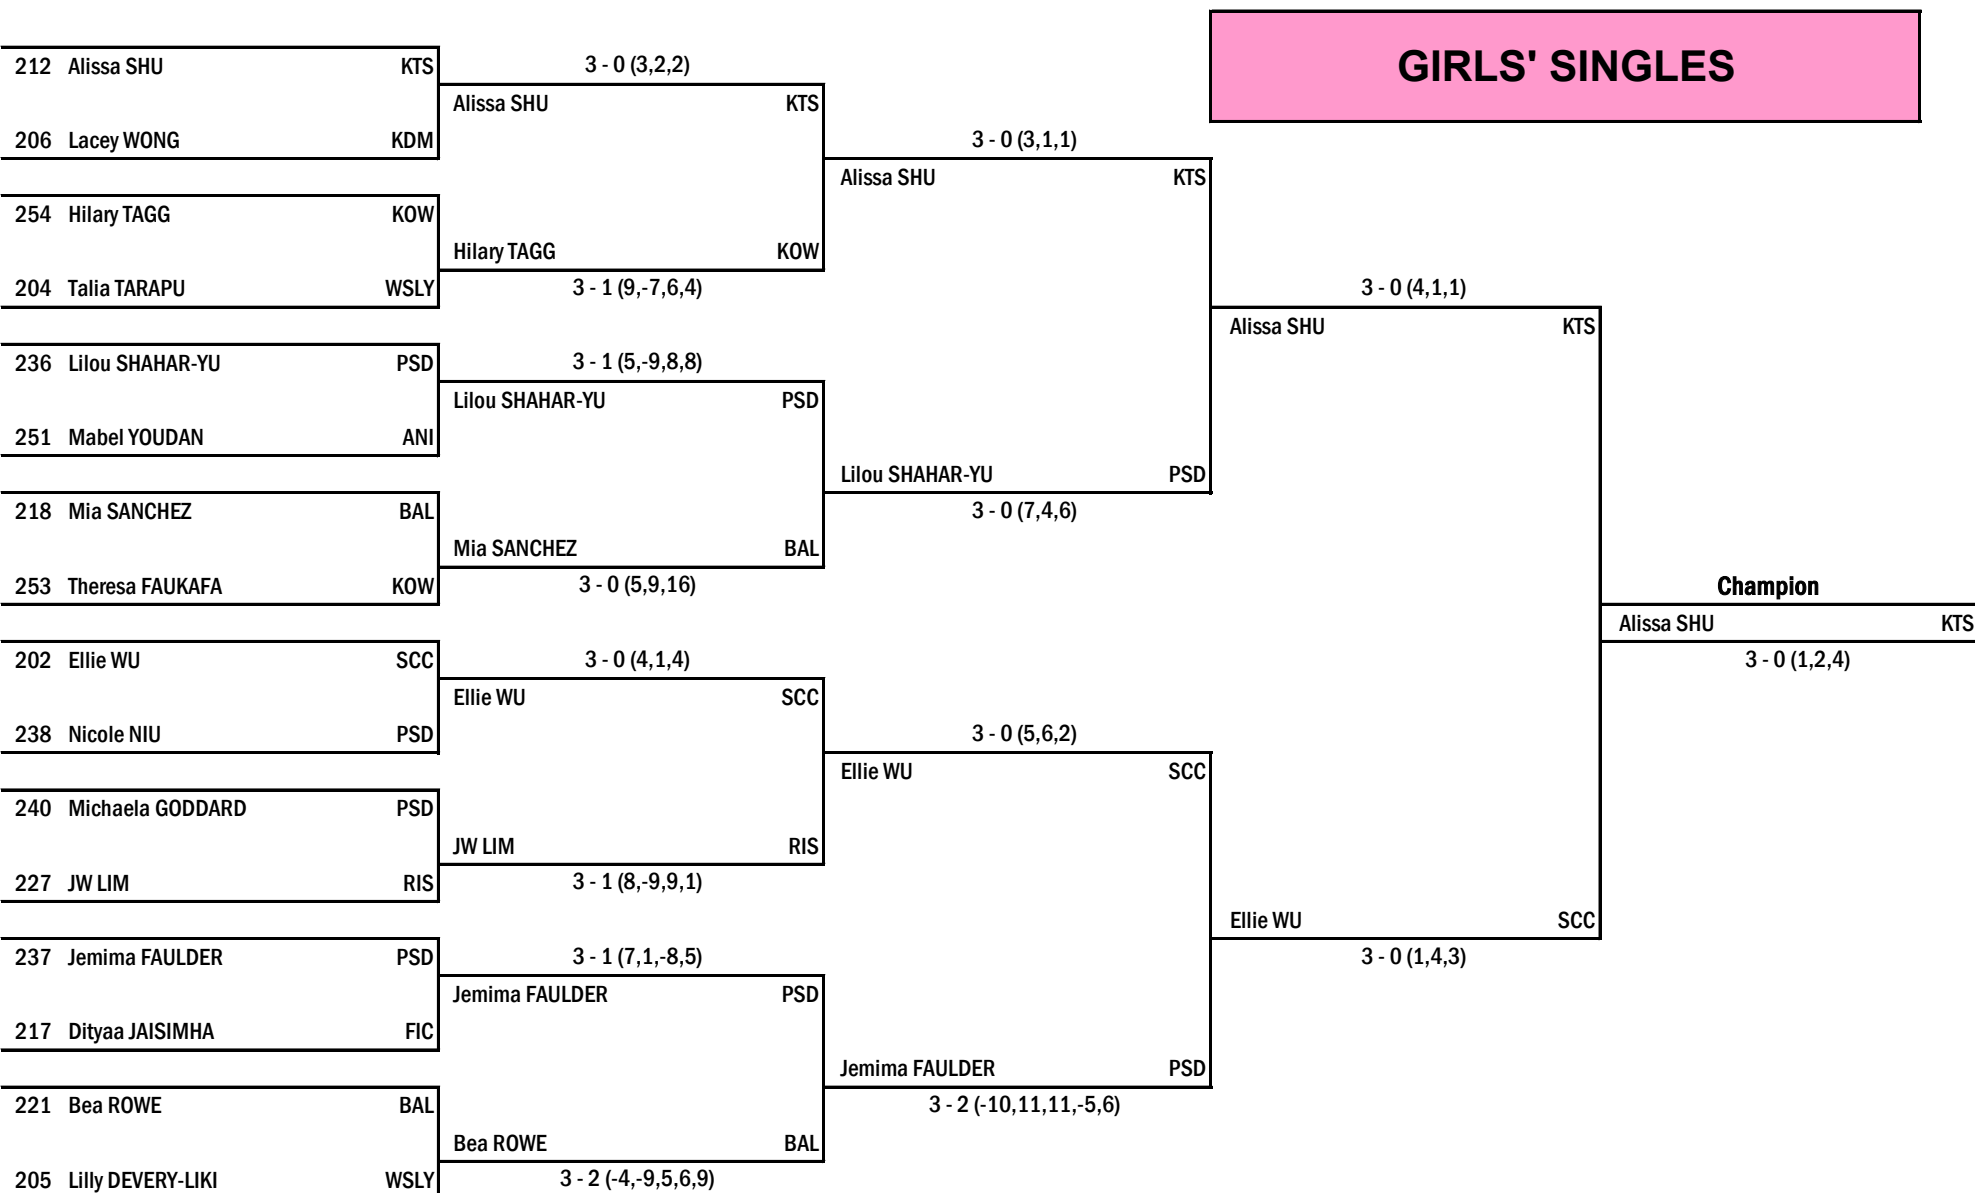 GIRLS' SINGLES
212 Alissa SHU KTS 3 - 0 (3,2,2)
Alissa SHU KTS
206 Lacey WONG KDM 3 - 0 (3,1,1)
Alissa SHU KTS
254 Hilary TAGG KOW
Hilary TAGG KOW
204 Talia TARAPU WSLY 3 - 1 (9,-7,6,4) 3 - 0 (4,1,1)
Alissa SHU KTS
236 Lilou SHAHAR-YU PSD 3 - 1 (5,-9,8,8)
Lilou SHAHAR-YU PSD
251 Mabel YOUDAN ANI
Lilou SHAHAR-YU PSD
218 Mia SANCHEZ BAL 3 - 0 (7,4,6)
Mia SANCHEZ BAL
253 Theresa FAUKAFA KOW 3 - 0 (5,9,16) Champion
Alissa SHU KTS
202 Ellie WU SCC 3 - 0 (4,1,4) 3 - 0 (1,2,4)
Ellie WU SCC
238 Nicole NIU PSD 3 - 0 (5,6,2)
Ellie WU SCC
240 Michaela GODDARD PSD
JW LIM RIS
227 JW LIM RIS 3 - 1 (8,-9,9,1)
Ellie WU SCC
237 Jemima FAULDER PSD 3 - 1 (7,1,-8,5) 3 - 0 (1,4,3)
Jemima FAULDER PSD
217 Dityaa JAISIMHA FIC
Jemima FAULDER PSD
221 Bea ROWE BAL 3 - 2 (-10,11,11,-5,6)
Bea ROWE BAL
205 Lilly DEVERY-LIKI WSLY 3 - 2 (-4,-9,5,6,9)